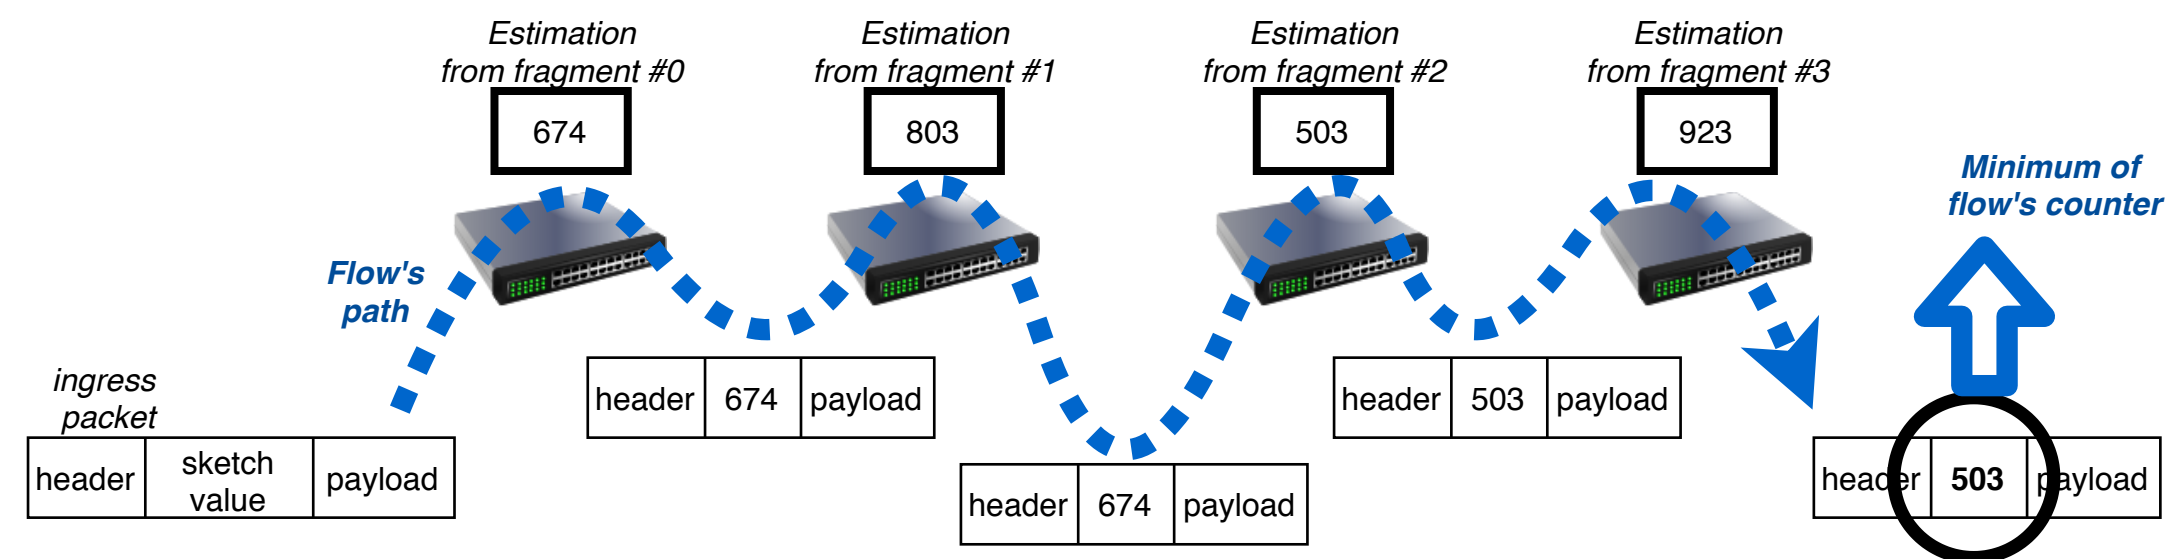 Estimation
from fragment #0
Estimation
from fragment #1
Estimation
from fragment #2
Estimation
from fragment #3
674
803
503
923
Minimum of
flow's counter
Flow's
path
ingress
packet
header
sketch
value
payload
header
674
payload
header
674
payload
header
503
payload
header
503
payload